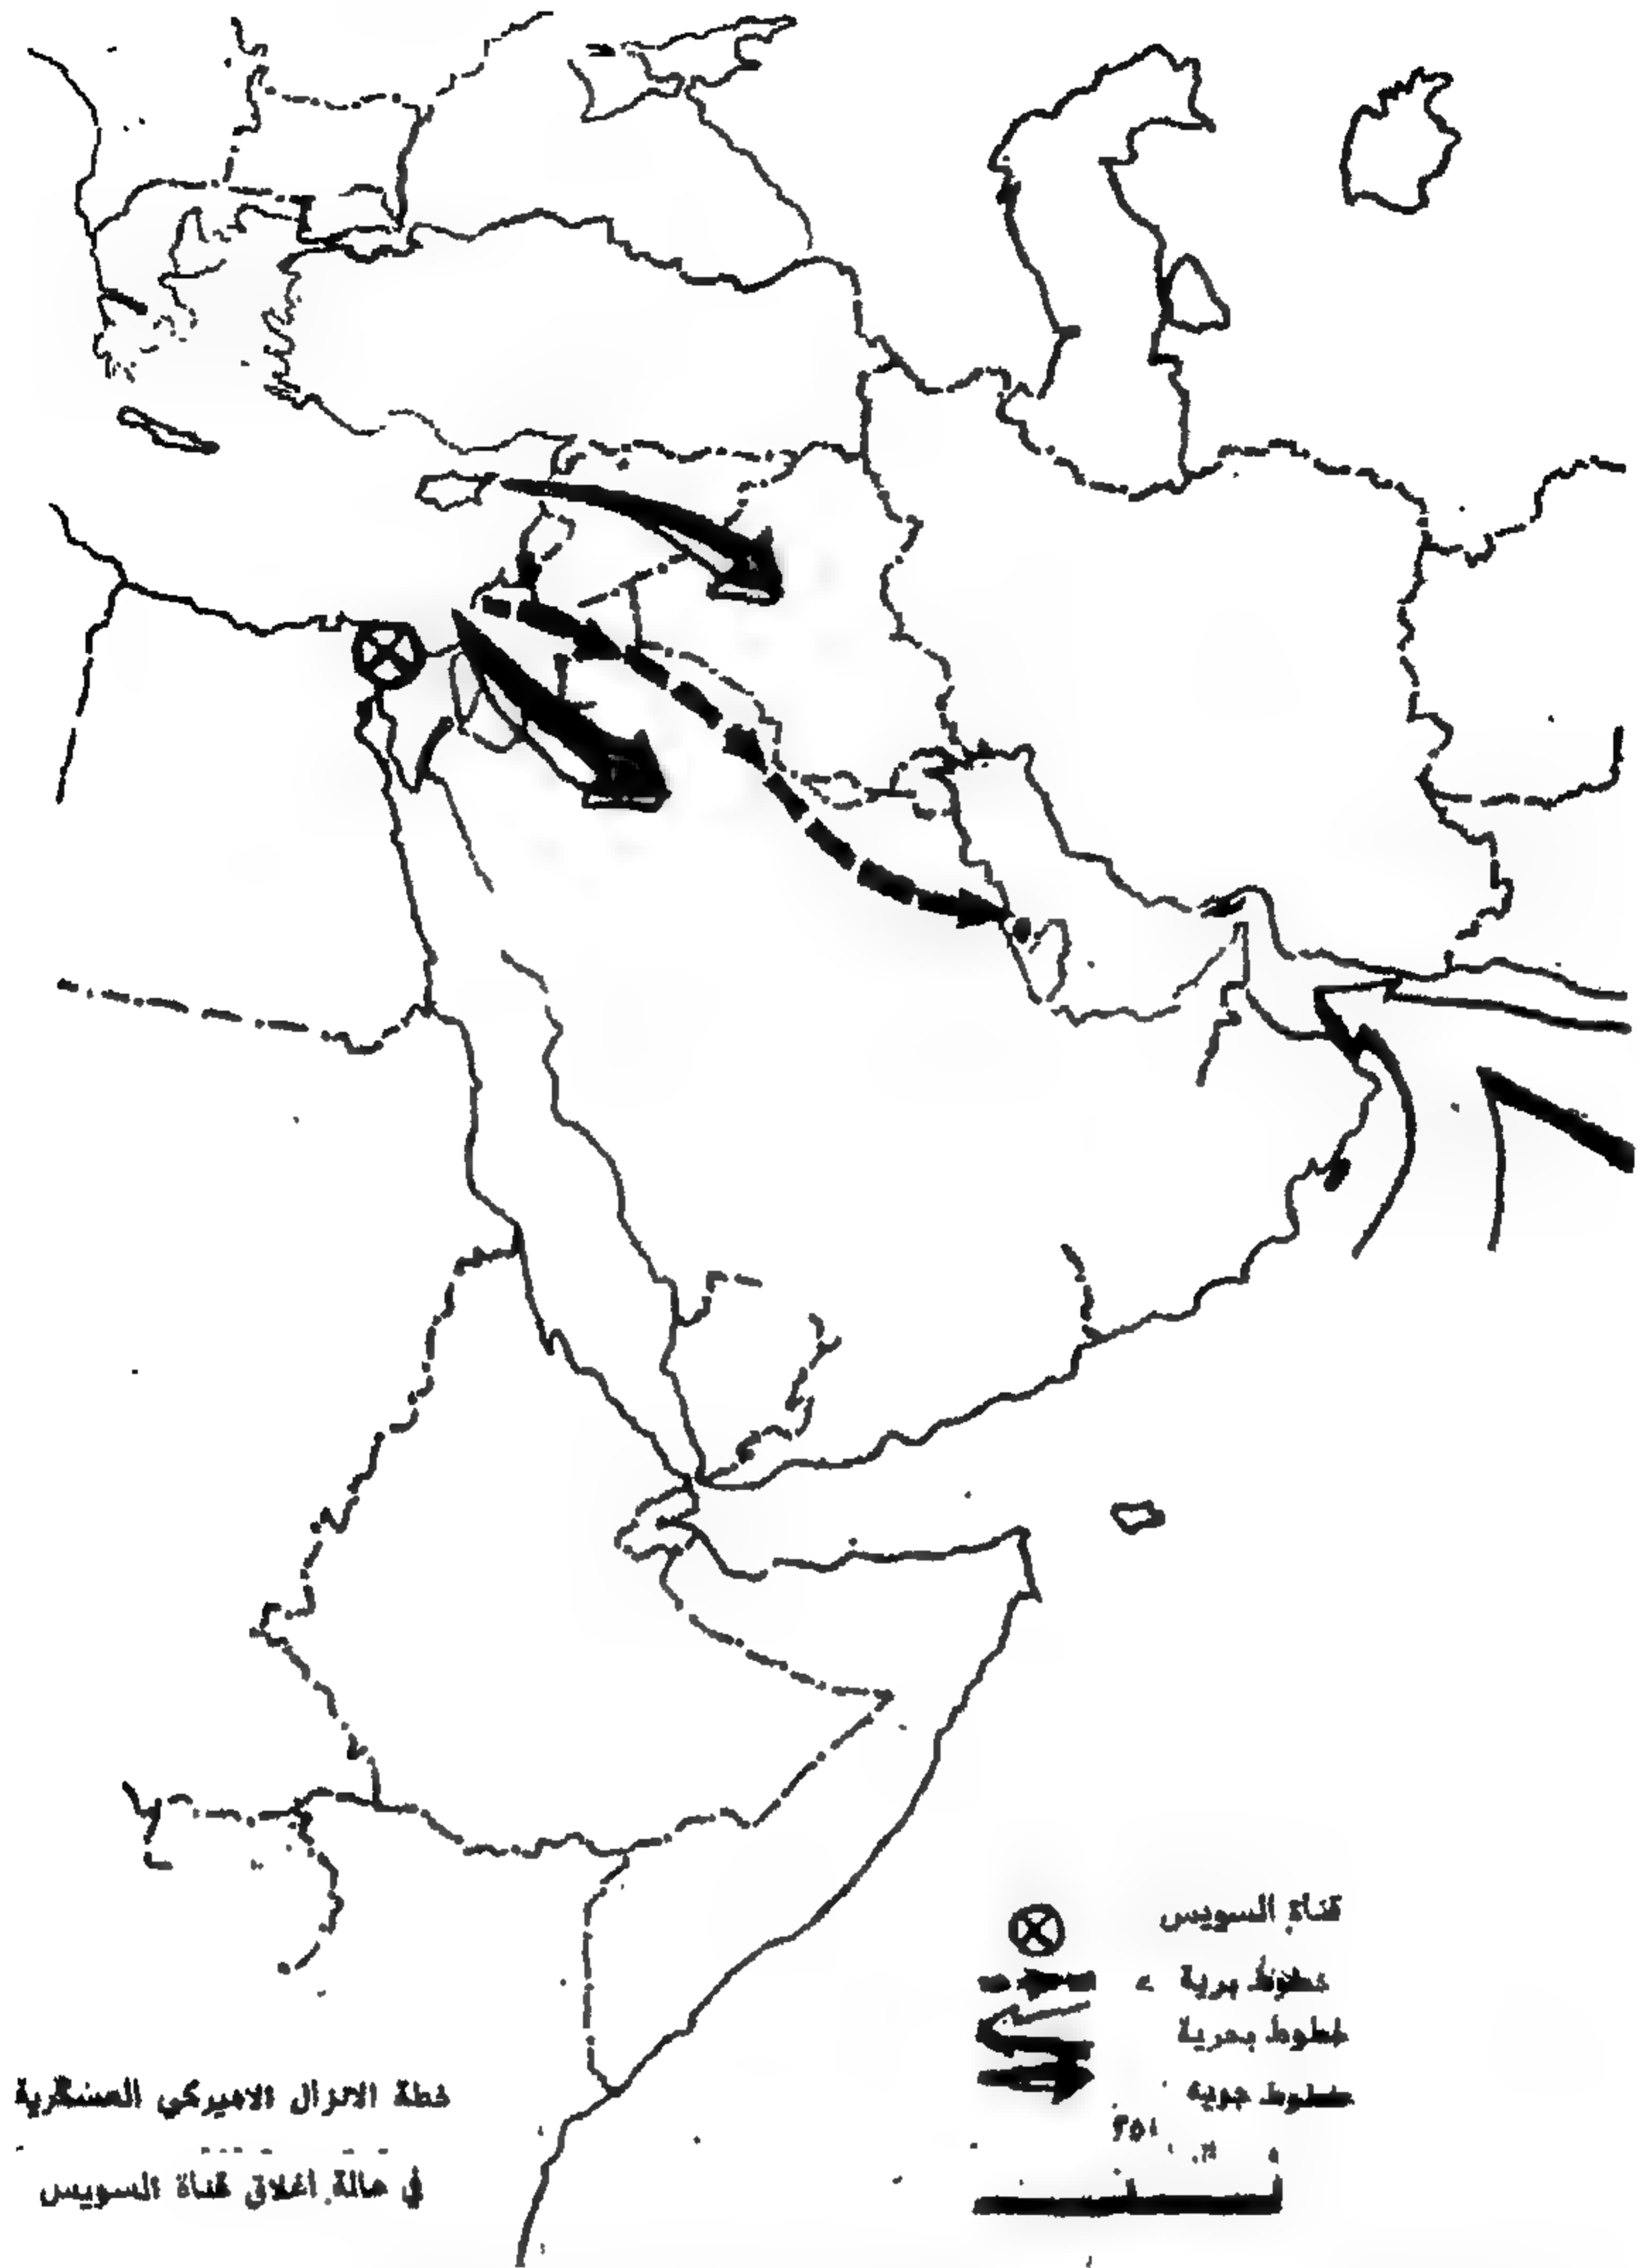 قناة السويس
خطوط برية
خطوط بحرية
خطوط جوية
خطة الانزال الاميركي العسكرية
في حالة اغلاق قناة السويس